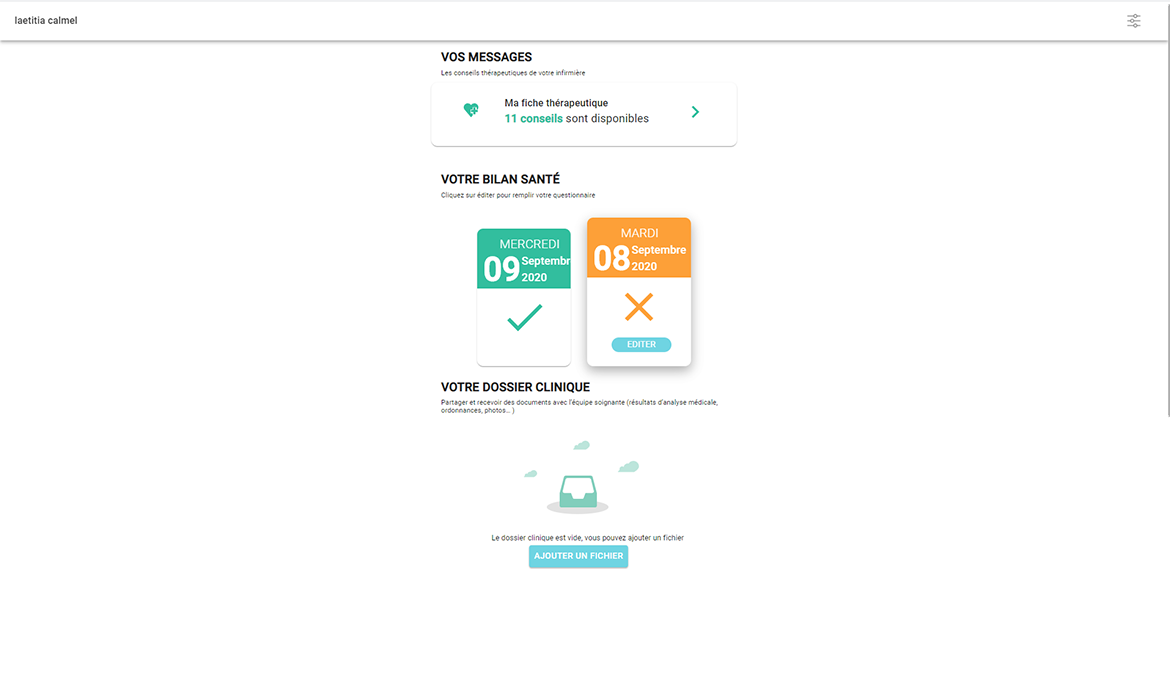 laetitia calmel
VOS MESSAGES
Les conseils thérapeutiques de votre infirmière
Ma fiche thérapeutique
11 conseils sont disponibles
VOTRE BILAN SANTÉ
Cliquez sur éditer pour remplir votre questionnaire
MERCREDI
09 Septembr
2020
MARDI
08 Septembre
2020
EDITER
VOTRE DOSSIER CLINIQUE
Partager et recevoir des documents avec l'équipe soignante (résultats d'analyse médicale,
ordonnances, photos... )
Le dossier clinique est vide, vous pouvez ajouter un fichier
AJOUTER UN FICHIER